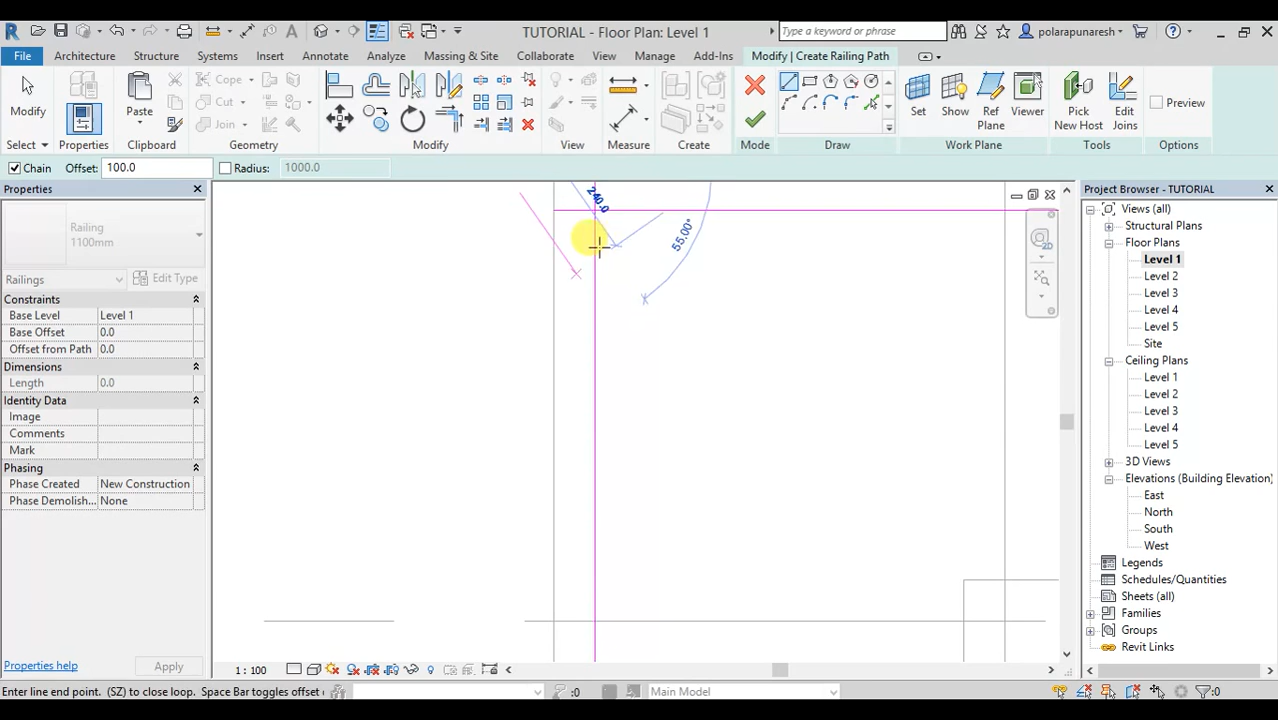 TUTORIAL - Floor Plan: Level 1
Type a keyword or phrase
polarapunaresh
File
Architecture
Structure
Systems
Insert
Annotate
Analyze
Massing & Site
Collaborate
View
Manage
Add-Ins
Modify | Create Railing Path
Modify
Paste
Cope
Cut
Join
Set
Show
Ref Plane
Viewer
Pick New Host
Edit Joins
Preview
Select
Properties
Clipboard
Geometry
Modify
View
Measure
Create
Mode
Draw
Work Plane
Tools
Options
Chain
Offset:
100.0
Radius:
1000.0
Properties
Railing
1100mm
Railings
Edit Type
Constraints
Base Level
Level 1
Base Offset
0.0
Offset from Path
0.0
Dimensions
Length
0.0
Identity Data
Image
Comments
Mark
Phasing
Phase Created
New Construction
Phase Demolish...
None
Properties help
Apply
240.0
55.00°
2D
Project Browser - TUTORIAL
Views (all)
Structural Plans
Floor Plans
Level 1
Level 2
Level 3
Level 4
Level 5
Site
Ceiling Plans
Level 1
Level 2
Level 3
Level 4
Level 5
3D Views
Elevations (Building Elevation)
East
North
South
West
Legends
Schedules/Quantities
Sheets (all)
Families
Groups
Revit Links
1 : 100
Enter line end point. (SZ) to close loop. Space Bar toggles offset
:0
Main Model
:0